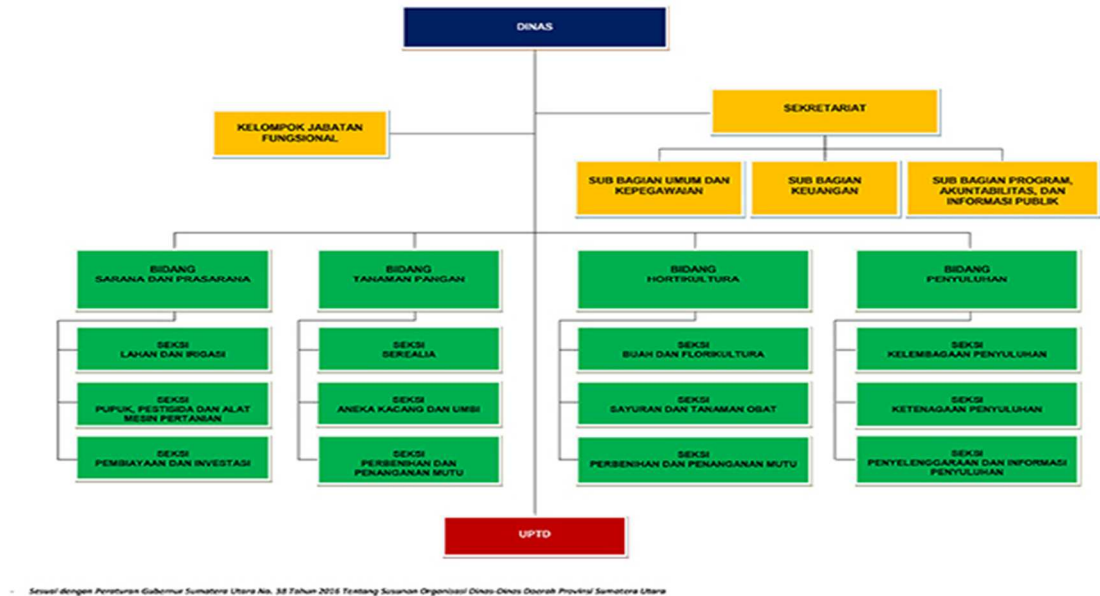 DINAS
SEKRETARIAT
KELOMPOK JABATAN
FUNGSIONAL
SUB BAGIAN UMUM DAN
KEPEGAWAIAN
SUB BAGIAN
KEUANGAN
SUB BAGIAN PROGRAM,
AKUNTABILITAS, DAN
INFORMASI PUBLIK
BIDANG
SARANA DAN PRASARANA
BIDANG
TANAMAN PANGAN
BIDANG
HORTIKULTURA
BIDANG
PENYULUHAN
SEKSI
LAHAN DAN IRIGASI
SEKSI
SEREALIA
SEKSI
BUAH DAN FLORIKULTURA
SEKSI
KELEMBAGAAN PENYULUHAN
SEKSI
PUPUK, PESTISIDA DAN ALAT
MESIN PERTANIAN
SEKSI
ANEKA KACANG DAN UMBI
SEKSI
SAYURAN DAN TANAMAN OBAT
SEKSI
KETENAGAAN PENYULUHAN
SEKSI
PEMBIAYAAN DAN INVESTASI
SEKSI
PERBENIHAN DAN
PENANGANAN MUTU
SEKSI
PERBENIHAN DAN PENANGANAN MUTU
SEKSI
PENYELENGGARAAN DAN INFORMASI
PENYULUHAN
UPTD
- Sesuai dengan Peraturan Gubernur Sumatera Utara No. 38 Tahun 2016 Tentang Susunan Organisasi Dinas-Dinas Daerah Provinsi Sumatera Utara